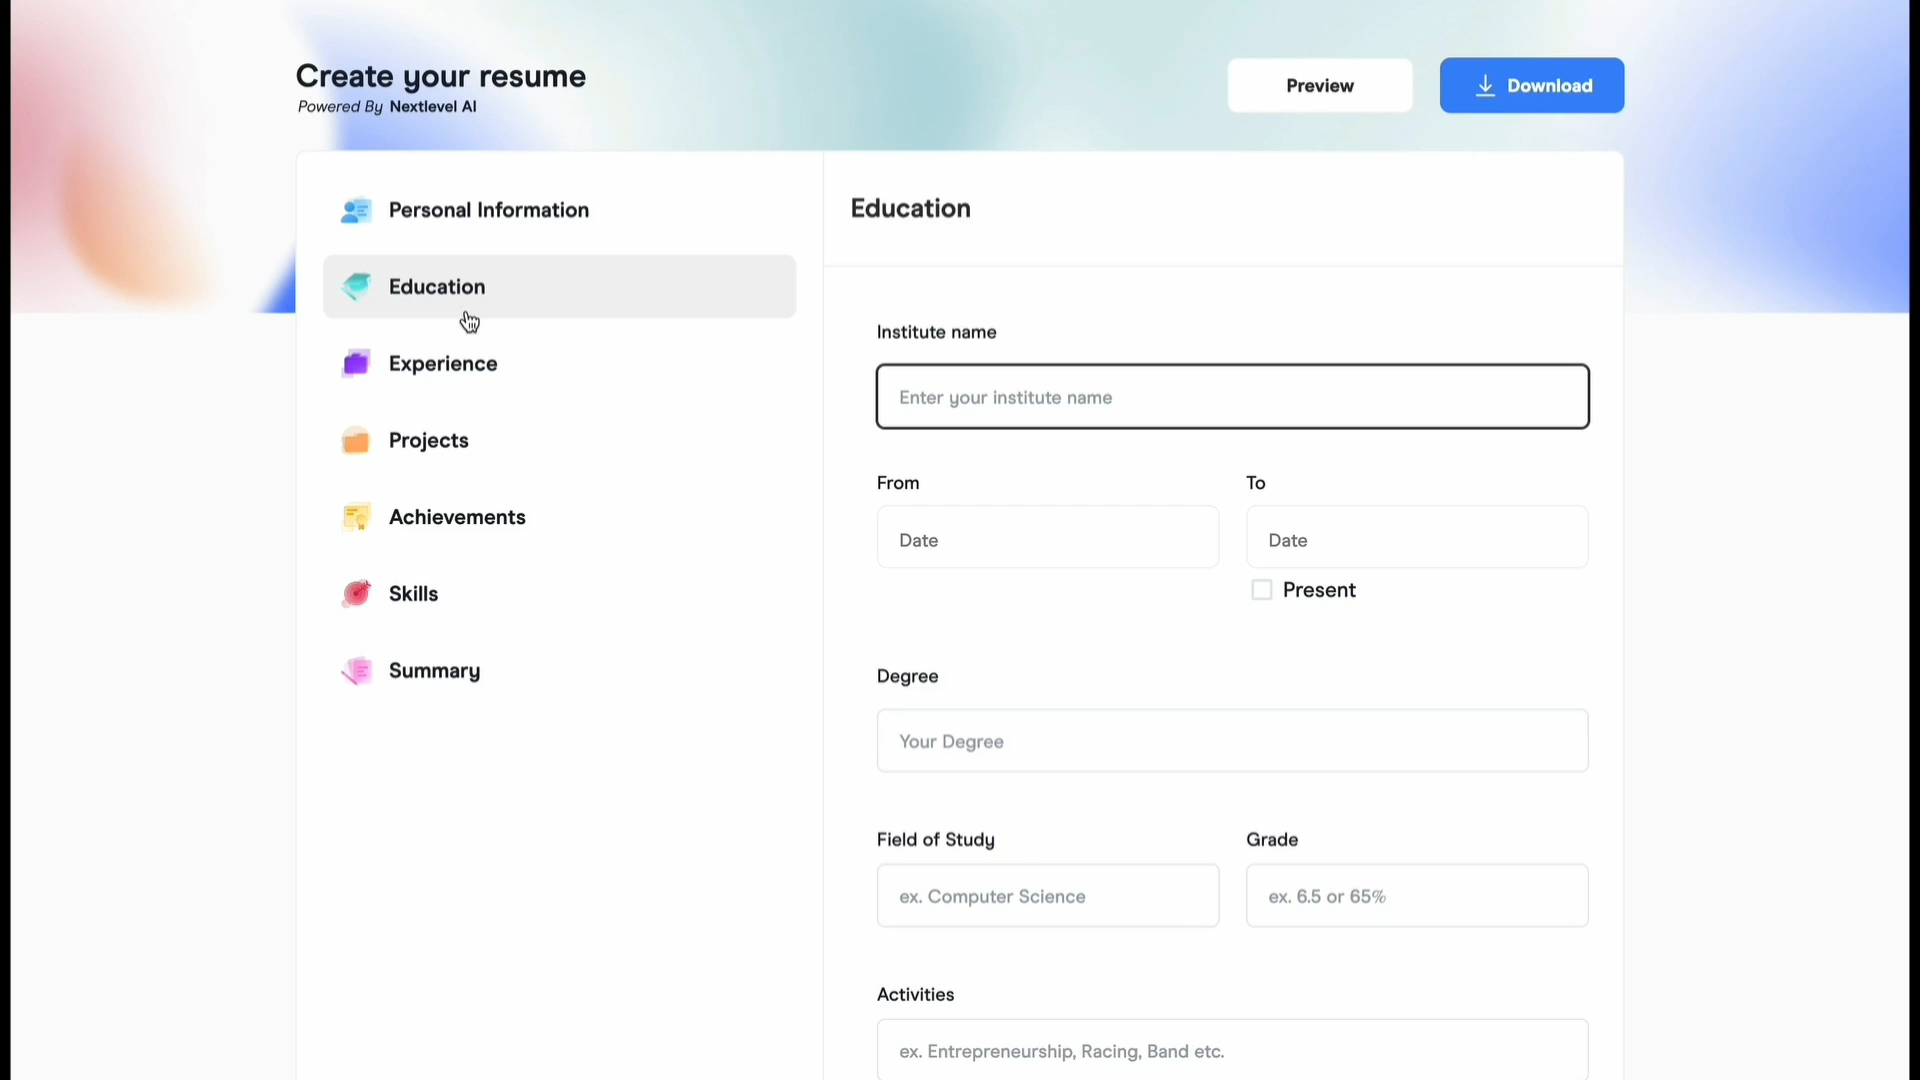 Create your resume
Powered By Nextlevel AI
Preview
Download
Personal Information
Education
Experience
Projects
Achievements
Skills
Summary
Education
Institute name
Enter your institute name
From
To
Date
Date
Present
Degree
Your Degree
Field of Study
Grade
ex. Computer Science
ex. 6.5 or 65%
Activities
ex. Entrepreneurship, Racing, Band etc.